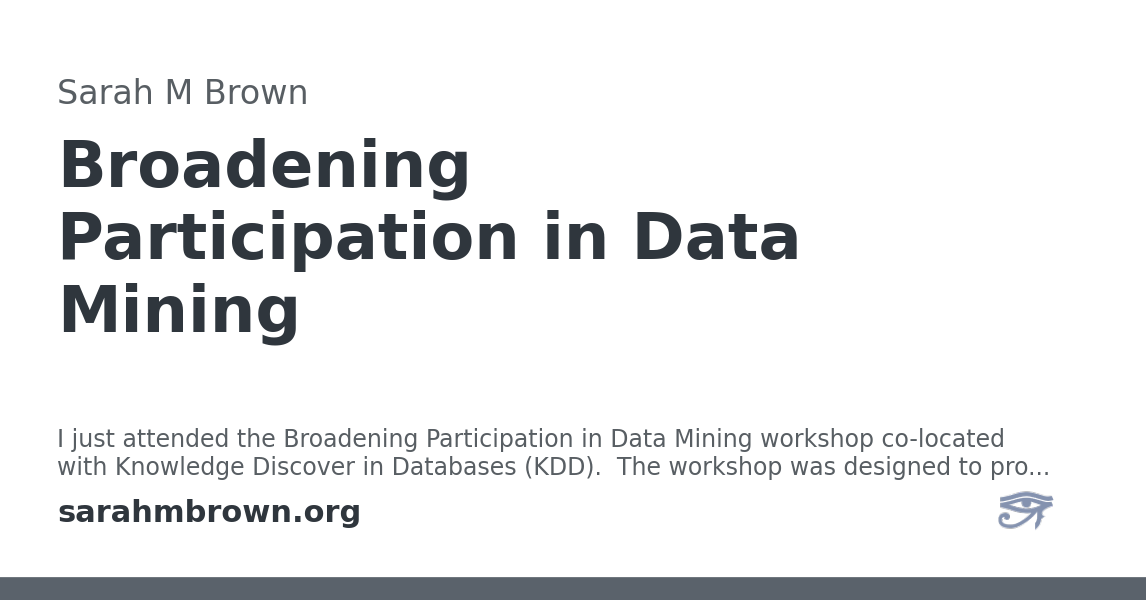 Sarah M Brown
Broadening
Participation in Data
Mining
I just attended the Broadening Participation in Data Mining workshop co-located
with Knowledge Discover in Databases (KDD).  The workshop was designed to pro...
sarahmbrown.org